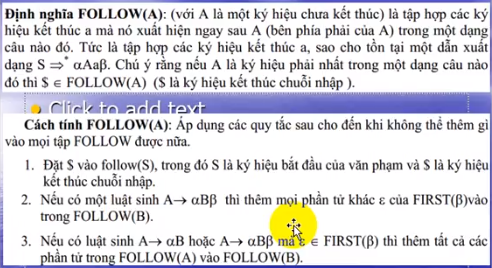 Định nghĩa FOLLOW(A): (với A là một ký hiệu chưa kết thúc) là tập hợp các ký
hiệu kết thúc a mà nó xuất hiện ngay sau A (bên phía phải của A) trong một dạng
câu nào đó. Tức là tập hợp các ký hiệu kết thúc a, sao cho tồn tại một dẫn xuất
dạng S ⇒* αAaβ. Chú ý rằng nếu A là ký hiệu phải nhất trong một dạng câu nào
đó thì $ ∈ FOLLOW(A) ($ là ký hiệu kết thúc chuỗi nhập ).
Click to add text
Cách tính FOLLOW(A): Áp dụng các quy tắc sau cho đến khi không thể thêm gì
vào mọi tập FOLLOW được nữa.
1. Đặt $ vào follow(S), trong đó S là ký hiệu bắt đầu của văn phạm và $ là ký hiệu
kết thúc chuỗi nhập.
2. Nếu có một luật sinh A→ αBβ thì thêm mọi phần tử khác ε của FIRST(β)vào
trong FOLLOW(B).
3. Nếu có luật sinh A→ αB hoặc A→ αBβ mà ε ∈ FIRST(β) thì thêm tất cả các
phần tử trong FOLLOW(A) vào FOLLOW(B).